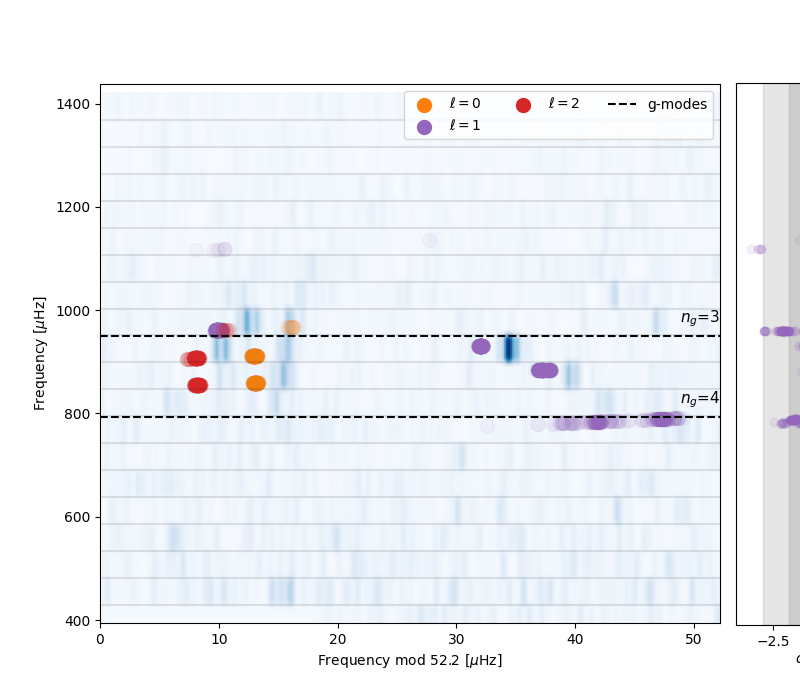 ℓ = 0
ℓ = 1
ℓ = 2
g-modes
1400
1200
1000
800
600
400
Frequency [μHz]
n_g=3
n_g=4
0
10
20
30
40
50
Frequency mod 52.2 [μHz]
−2.5